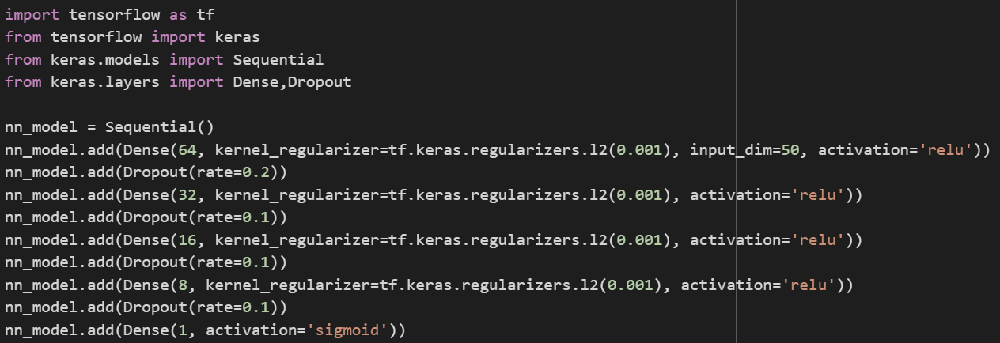 import tensorflow as tf
from tensorflow import keras
from keras.models import Sequential
from keras.layers import Dense,Dropout
nn_model = Sequential()
nn_model.add(Dense(64, kernel_regularizer=tf.keras.regularizers.l2(0.001), input_dim=50, activation='relu'))
nn_model.add(Dropout(rate=0.2))
nn_model.add(Dense(32, kernel_regularizer=tf.keras.regularizers.l2(0.001), activation='relu'))
nn_model.add(Dropout(rate=0.1))
nn_model.add(Dense(16, kernel_regularizer=tf.keras.regularizers.l2(0.001), activation='relu'))
nn_model.add(Dropout(rate=0.1))
nn_model.add(Dense(8, kernel_regularizer=tf.keras.regularizers.l2(0.001), activation='relu'))
nn_model.add(Dropout(rate=0.1))
nn_model.add(Dense(1, activation='sigmoid'))